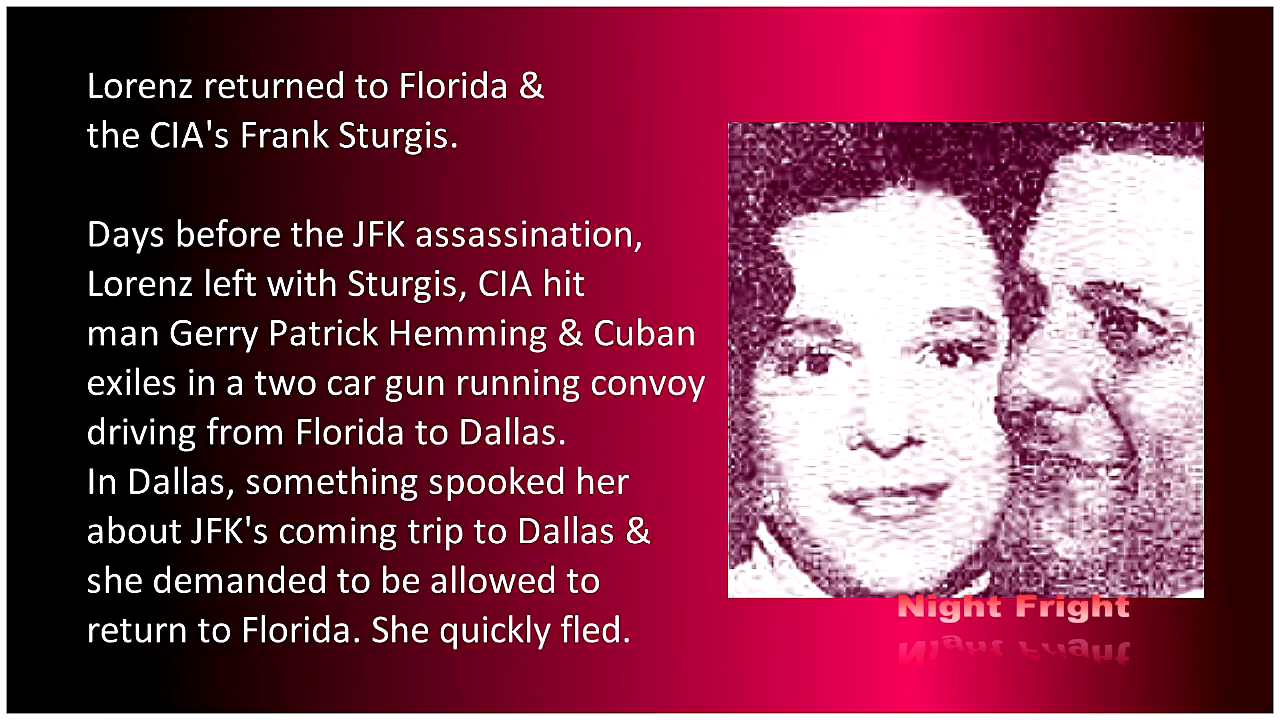 Lorenz returned to Florida &
the CIA's Frank Sturgis.
Days before the JFK assassination,
Lorenz left with Sturgis, CIA hit
man Gerry Patrick Hemming & Cuban
exiles in a two car gun running convoy
driving from Florida to Dallas.
In Dallas, something spooked her
about JFK's coming trip to Dallas &
she demanded to be allowed to
return to Florida. She quickly fled.
Night Fright